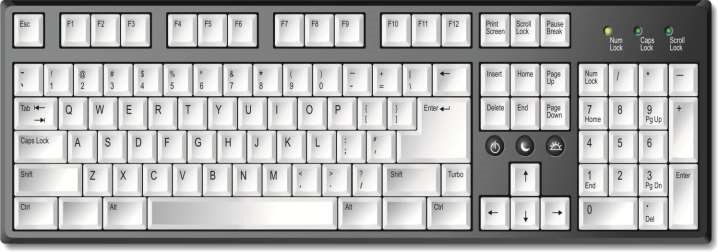 Esc F1 F2 F3 F4 F5 F6 F7 F8 F9 F10 F11 F12 Print Screen Scroll Lock Pause Break
Num Lock Caps Lock Scroll Lock
! 1 @ 2 # 3 $ 4 % 5 6 & 7 * 8 ( 9 ) 0 - + = \ ← Insert Home Page Up Num Lock / * —
Tab Q W E R T Y U I O P { [ } ] Enter Delete End Page Down 7 Home 8 9 Pg Up +
Caps Lock A S D F G H J K L : ; 4 5 6
Shift Z X C V B N M < , > . ? / Shift Turbo ↑ 1 End 2 3 Pg Dn Enter
Ctrl Alt Alt Ctrl ← ↓ → 0 . Del